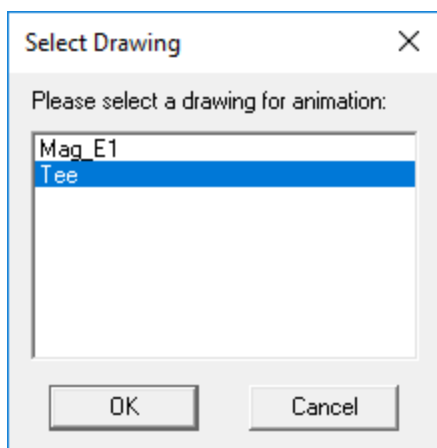 Select Drawing
Please select a drawing for animation:
Mag_E1
Tee
OK
Cancel